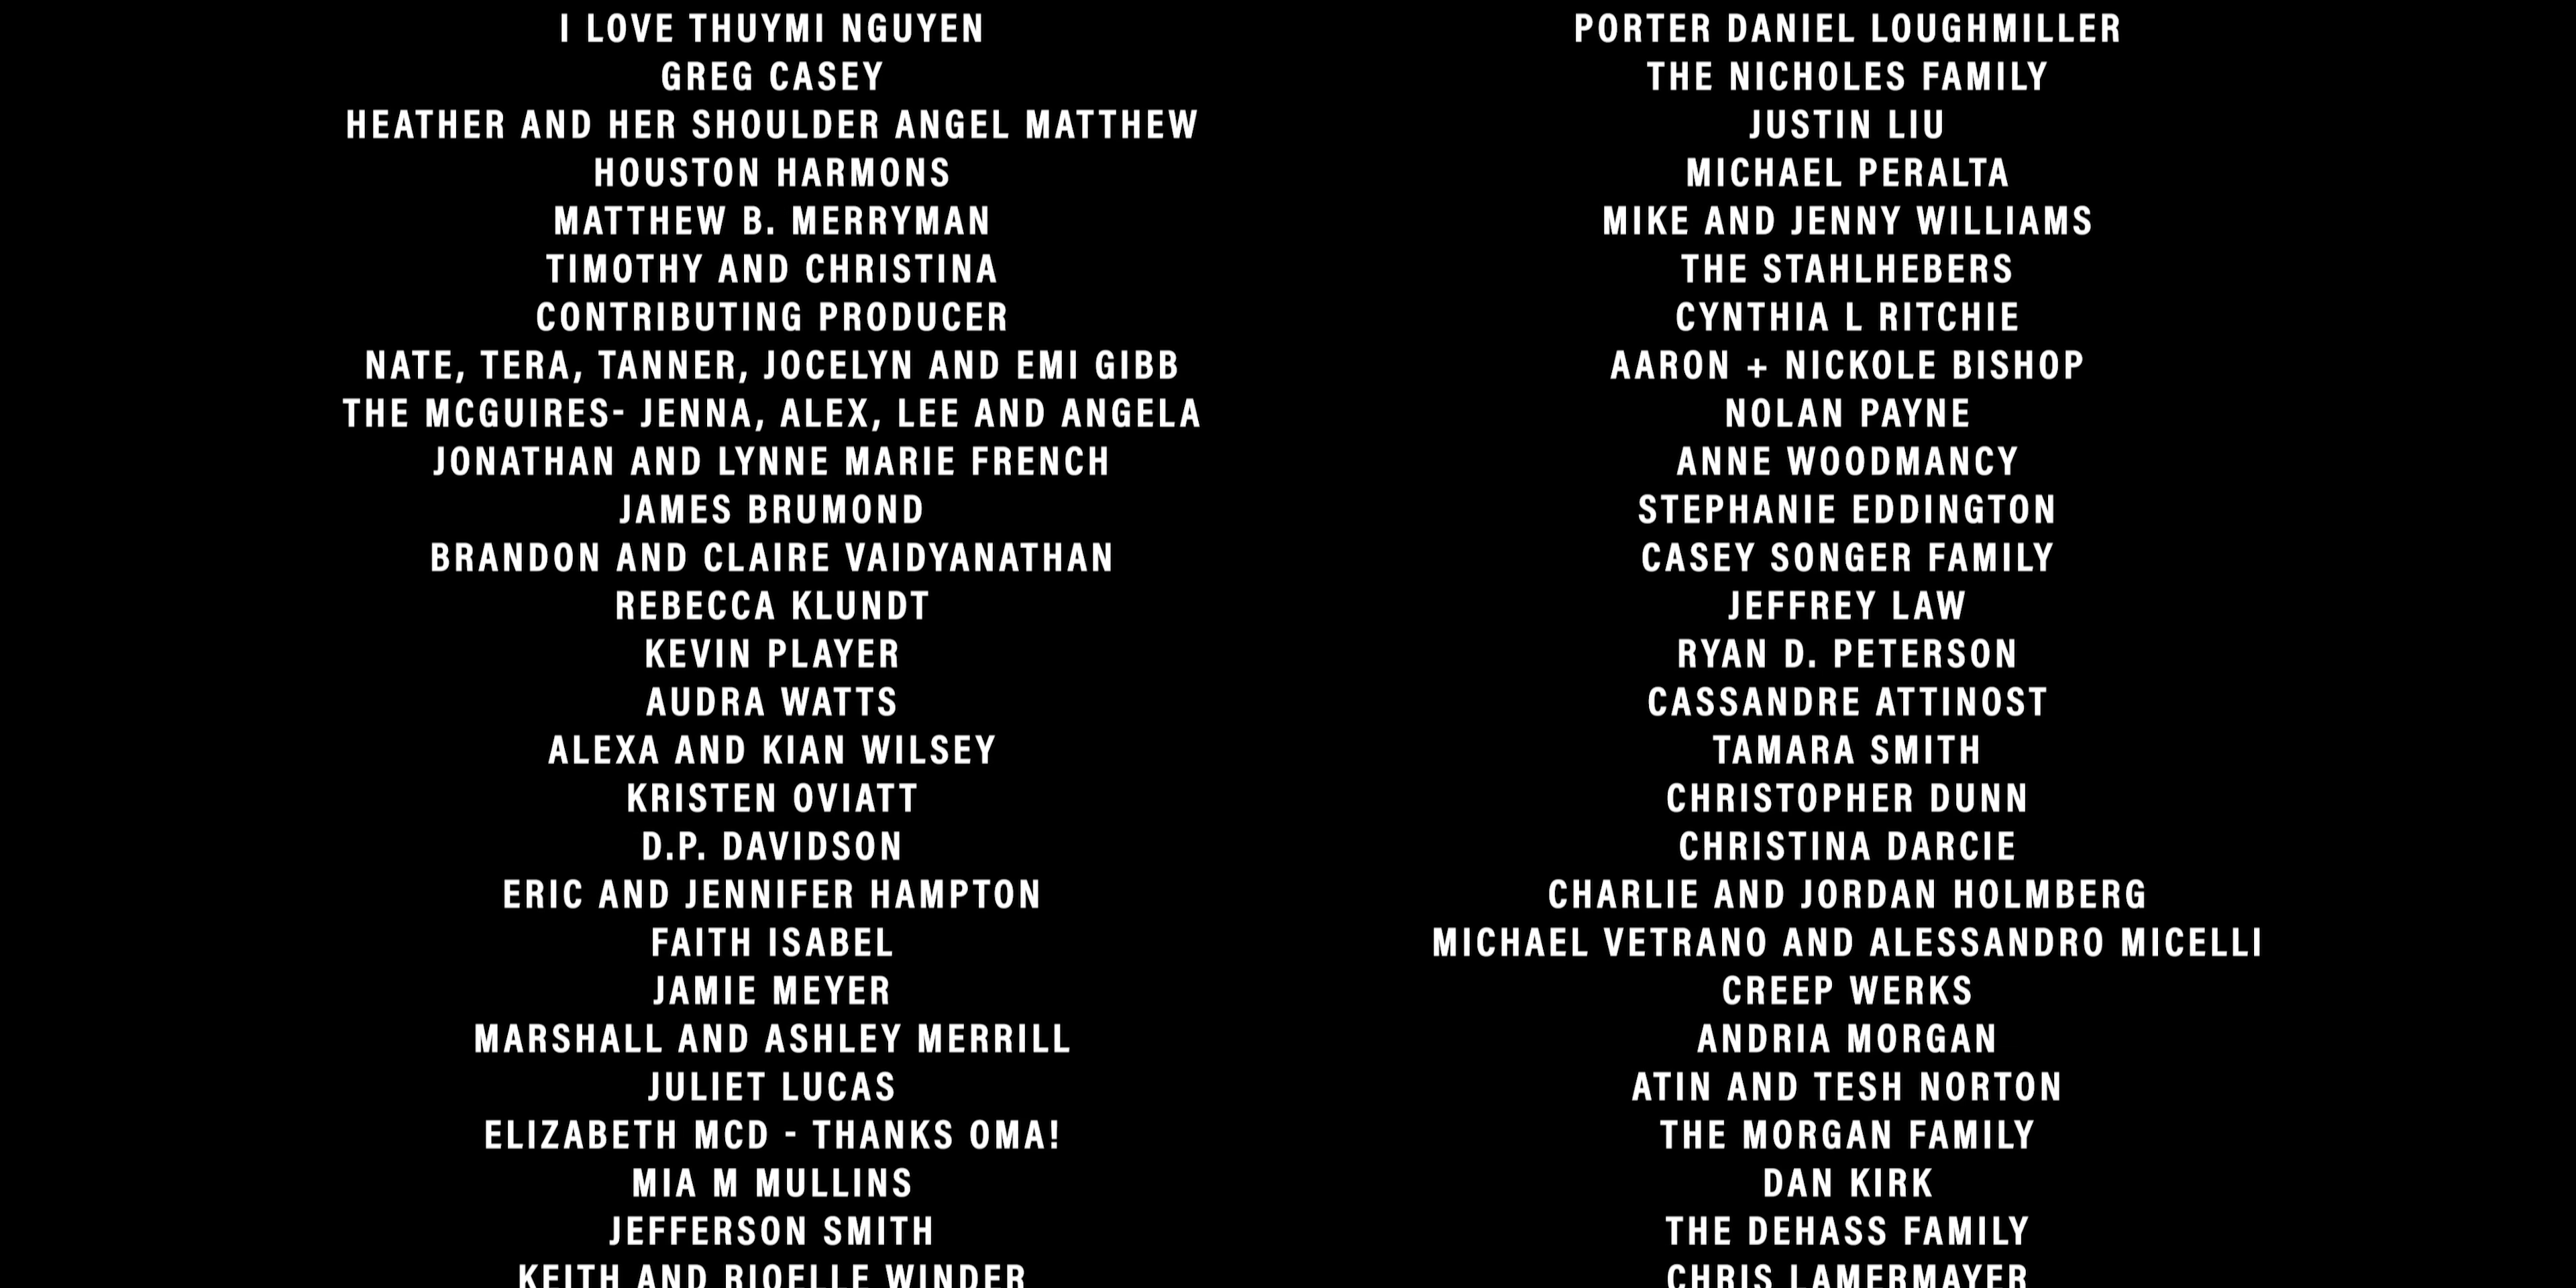 I LOVE THUYMI NGUYEN
GREG CASEY
HEATHER AND HER SHOULDER ANGEL MATTHEW
HOUSTON HARMONS
MATTHEW B. MERRYMAN
TIMOTHY AND CHRISTINA
CONTRIBUTING PRODUCER
NATE, TERA, TANNER, JOCELYN AND EMI GIBB
THE MCGUIRES- JENNA, ALEX, LEE AND ANGELA
JONATHAN AND LYNNE MARIE FRENCH
JAMES BRUMOND
BRANDON AND CLAIRE VAIDYANATHAN
REBECCA KLUNDT
KEVIN PLAYER
AUDRA WATTS
ALEXA AND KIAN WILSEY
KRISTEN OVIATT
D.P. DAVIDSON
ERIC AND JENNIFER HAMPTON
FAITH ISABEL
JAMIE MEYER
MARSHALL AND ASHLEY MERRILL
JULIET LUCAS
ELIZABETH MCD - THANKS OMA!
MIA M MULLINS
JEFFERSON SMITH
KEITH AND RIOELLE WINDER
PORTER DANIEL LOUGHMILLER
THE NICHOLES FAMILY
JUSTIN LIU
MICHAEL PERALTA
MIKE AND JENNY WILLIAMS
THE STAHLHEBERS
CYNTHIA L RITCHIE
AARON + NICKOLE BISHOP
NOLAN PAYNE
ANNE WOODMANCY
STEPHANIE EDDINGTON
CASEY SONGER FAMILY
JEFFREY LAW
RYAN D. PETERSON
CASSANDRE ATTINOST
TAMARA SMITH
CHRISTOPHER DUNN
CHRISTINA DARCIE
CHARLIE AND JORDAN HOLMBERG
MICHAEL VETRANO AND ALESSANDRO MICELLI
CREEP WERKS
ANDRIA MORGAN
ATIN AND TESH NORTON
THE MORGAN FAMILY
DAN KIRK
THE DEHASS FAMILY
CHRIS LAMERMAYER